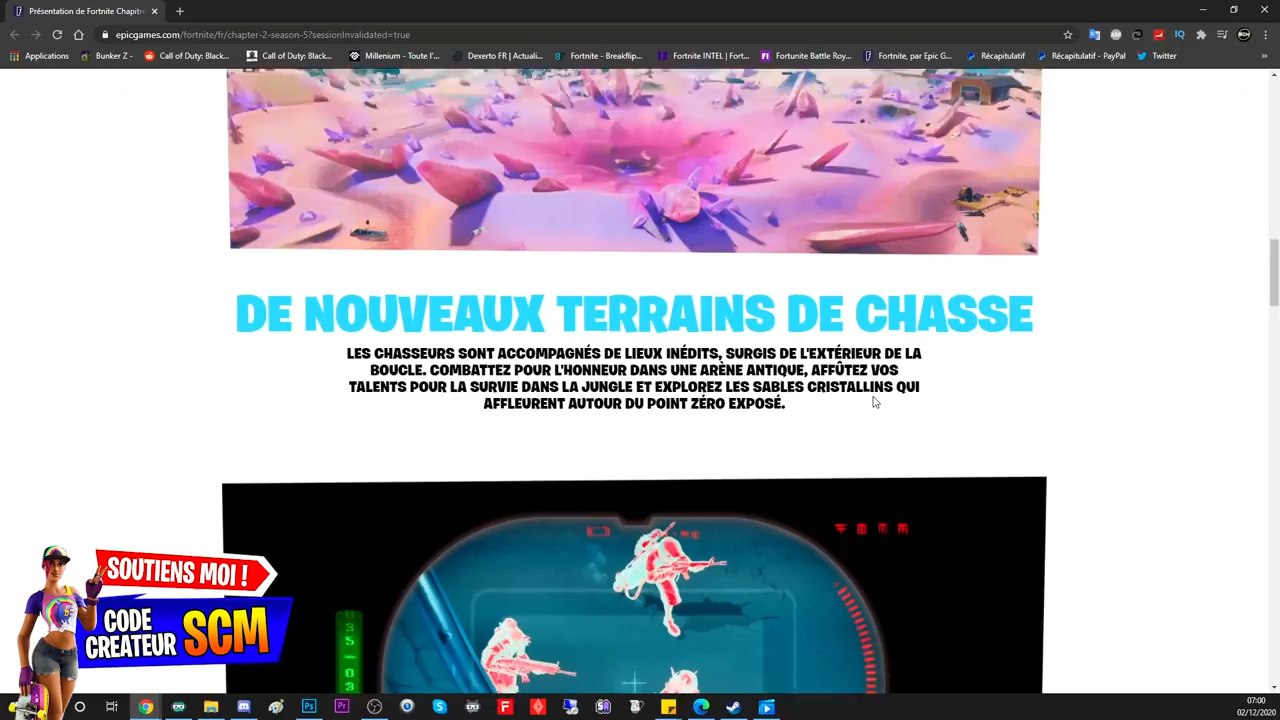 Présentation de Fortnite Chapitre
epicgames.com/fortnite/fr/chapter-2-season-5?sessionInvalidated=true
Applications
Bunker Z -
Call of Duty: Black...
Call of Duty: Black...
Millenium - Toute l'i...
Dexerto FR | Actuali...
Fortnite - Breakflip...
Fortnite INTEL | Fort...
Fortunite Battle Roy...
Fortnite, par Epic G...
Récapitulatif
Récapitulatif - PayPal
Twitter
DE NOUVEAUX TERRAINS DE CHASSE
LES CHASSEURS SONT ACCOMPAGNÉS DE LIEUX INÉDITS, SURGIS DE L'EXTÉRIEUR DE LA
BOUCLE. COMBATTEZ POUR L'HONNEUR DANS UNE ARÈNE ANTIQUE, AFFÛTEZ VOS
TALENTS POUR LA SURVIE DANS LA JUNGLE ET EXPLOREZ LES SABLES CRISTALLINS QUI
AFFLEURENT AUTOUR DU POINT ZÉRO EXPOSÉ.
SOUTIENS MOI !
CODE
CREATEUR SCM
07:00
02/12/2020